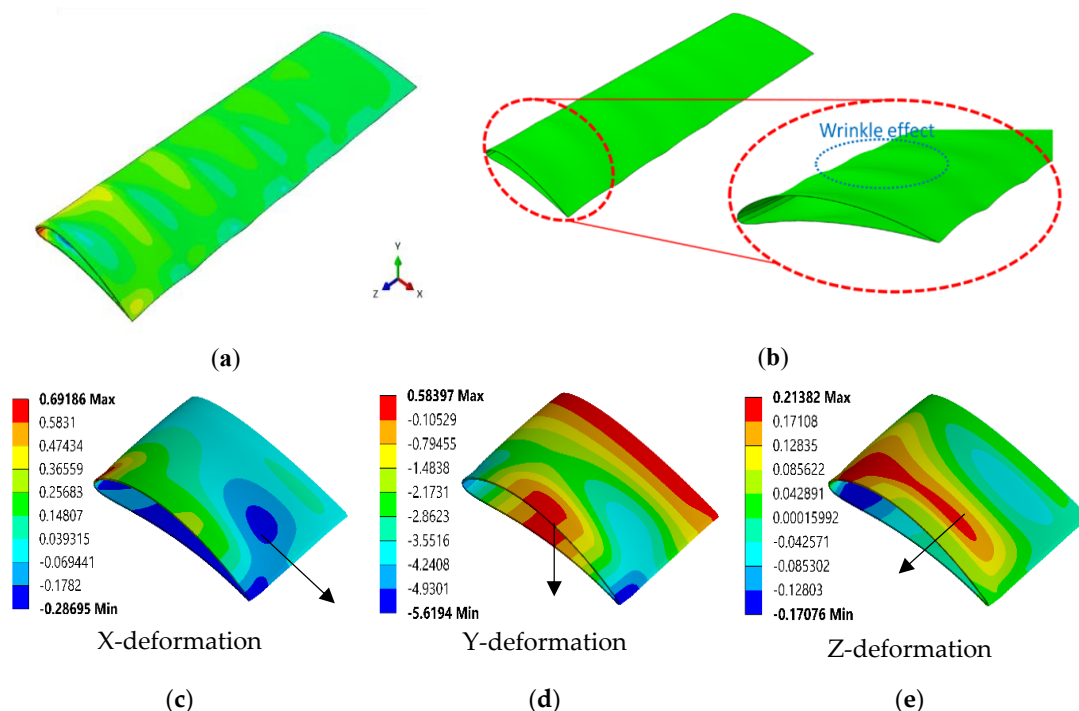 Y
Z
X
(a)
Wrinkle effect
(b)
0.69186 Max
0.5831
0.47434
0.36559
0.25683
0.14807
0.039315
-0.069441
-0.1782
-0.28695 Min
X-deformation
(c)
0.58397 Max
-0.10529
-0.79455
-1.4838
-2.1731
-2.8623
-3.5516
-4.2408
-4.9301
-5.6194 Min
Y-deformation
(d)
0.21382 Max
0.17108
0.12835
0.085622
0.042891
0.00015992
-0.042571
-0.085302
-0.12803
-0.17076 Min
Z-deformation
(e)